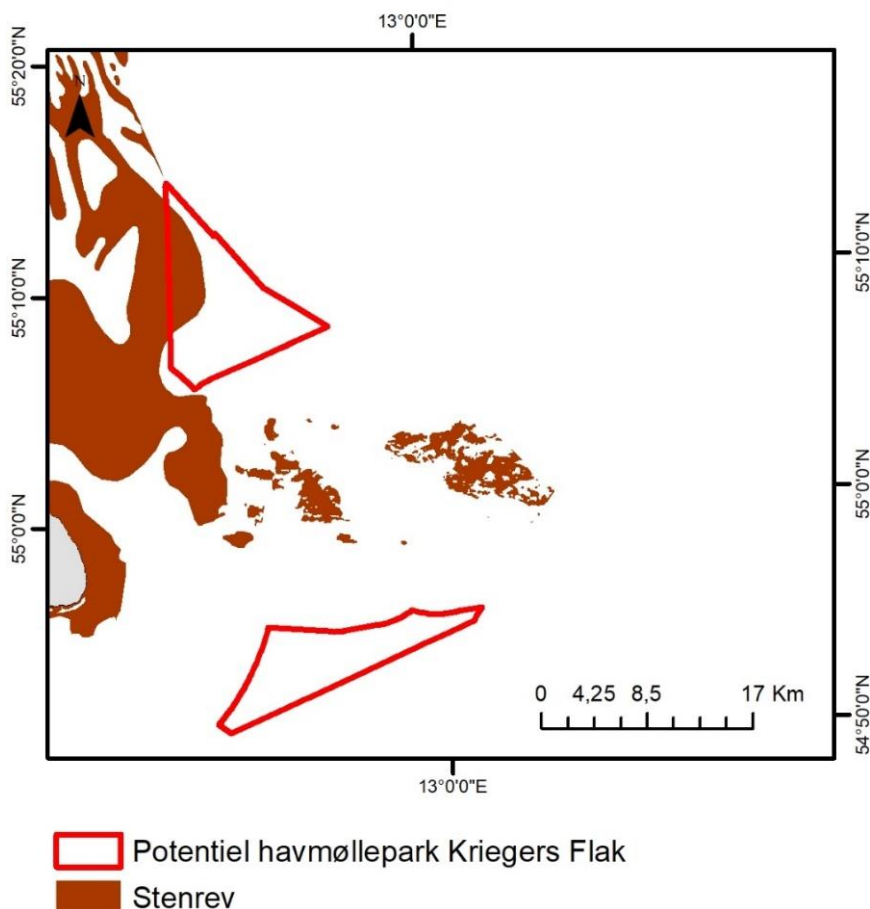 13°0'0"E
55°20'0"N
N
55°10'0"N
55°10'0"N
55°0'0"N
55°0'0"N
0 4,25 8,5 17 Km
54°50'0"N
13°0'0"E
Potentiel havmøllepark Kriegers Flak
Stenrev